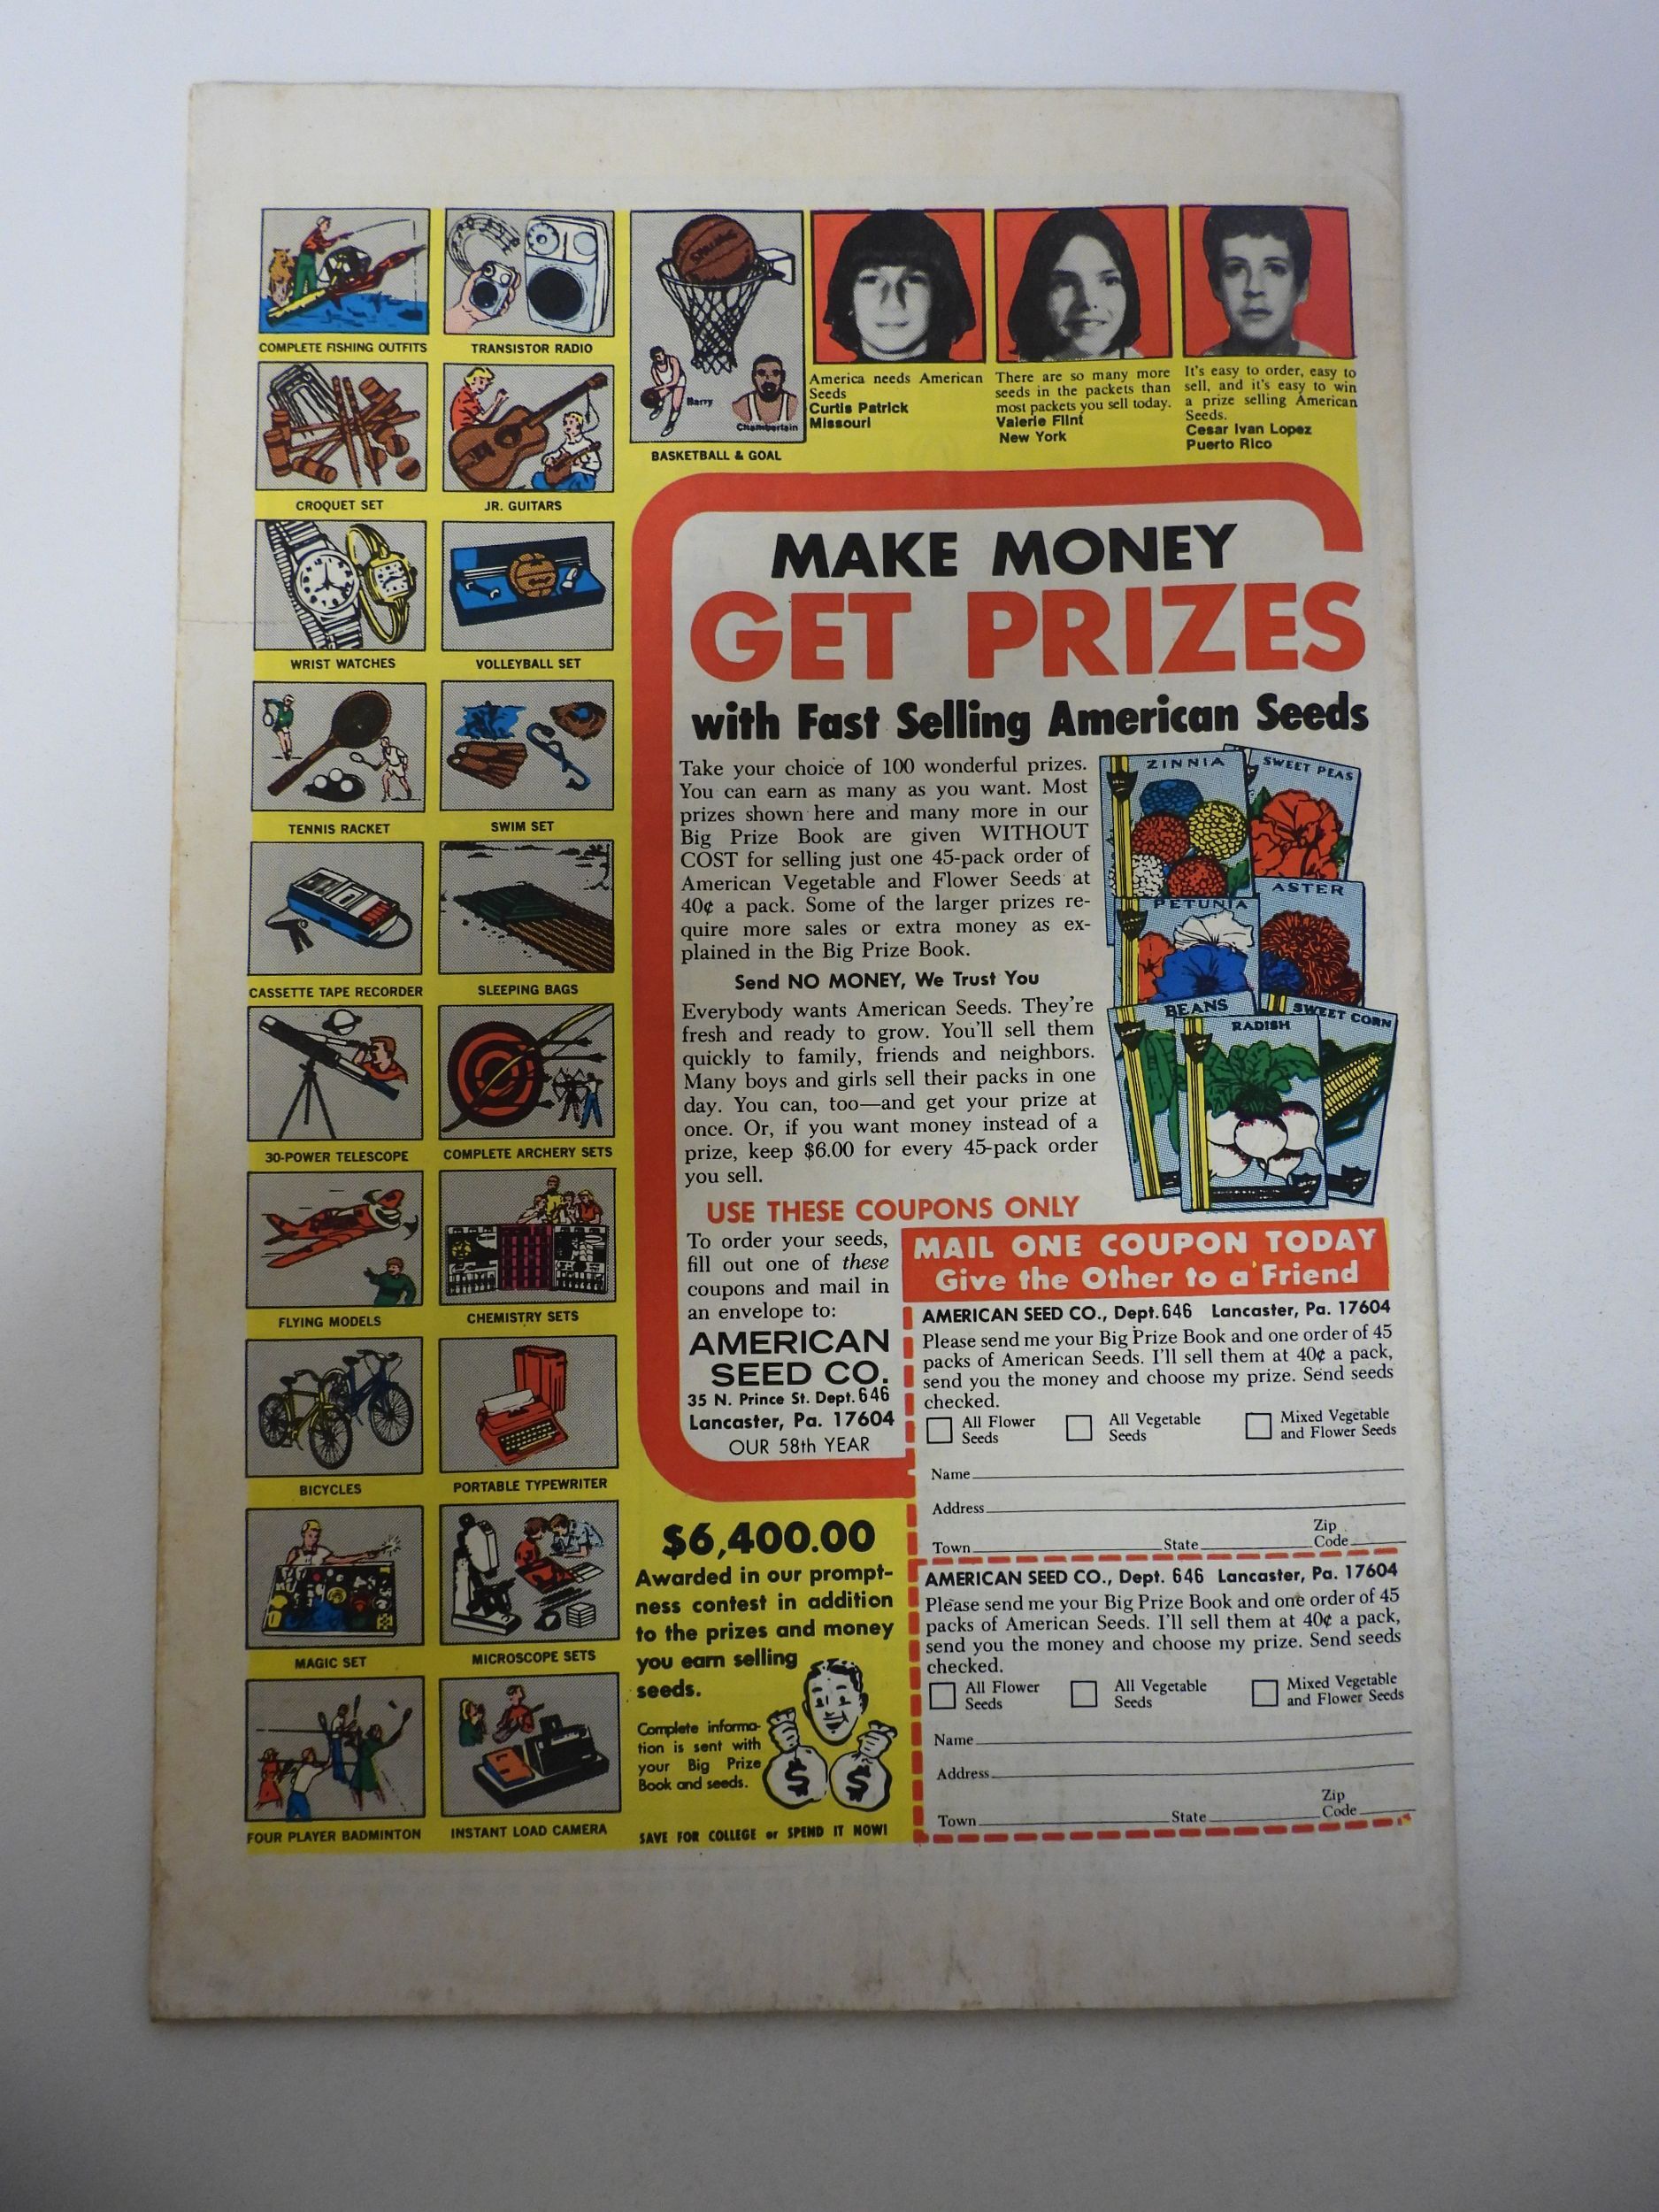 COMPLETE FISHING OUTFITS
TRANSISTOR RADIO
CROQUET SET
JR. GUITARS
WRIST WATCHES
VOLLEYBALL SET
TENNIS RACKET
SWIM SET
CASSETTE TAPE RECORDER
SLEEPING BAGS
30-POWER TELESCOPE
COMPLETE ARCHERY SETS
FLYING MODELS
CHEMISTRY SETS
BICYCLES
PORTABLE TYPEWRITER
MAGIC SET
MICROSCOPE SETS
FOUR PLAYER BADMINTON
INSTANT LOAD CAMERA
SPALDING
Barry
Chamberlain
BASKETBALL & GOAL
America needs American
Seeds
Curtis Patrick
Missouri
There are so many more
seeds in the packets than
most packets you sell today.
Valerie Flint
New York
It's easy to order, easy to
sell, and it's easy to win
a prize selling American
Seeds.
Cesar Ivan Lopez
Puerto Rico
MAKE MONEY
GET PRIZES
with Fast Selling American Seeds
Take your choice of 100 wonderful prizes.
You can earn as many as you want. Most
prizes shown here and many more in our
Big Prize Book are given WITHOUT
COST for selling just one 45-pack order of
American Vegetable and Flower Seeds at
40¢ a pack. Some of the larger prizes re-
quire more sales or extra money as ex-
plained in the Big Prize Book.
Send NO MONEY, We Trust You
Everybody wants American Seeds. They're
fresh and ready to grow. You'll sell them
quickly to family, friends and neighbors.
Many boys and girls sell their packs in one
day. You can, too—and get your prize at
once. Or, if you want money instead of a
prize, keep $6.00 for every 45-pack order
you sell.
ZINNIA
SWEET PEAS
PETUNIA
ASTER
BEANS
RADISH
SWEET CORN
USE THESE COUPONS ONLY
To order your seeds,
fill out one of these
coupons and mail in
an envelope to:
AMERICAN
SEED CO.
35 N. Prince St. Dept. 646
Lancaster, Pa. 17604
OUR 58th YEAR
$6,400.00
Awarded in our prompt-
ness contest in addition
to the prizes and money
you earn selling
seeds.
Complete informa-
tion is sent with
your Big Prize
Book and seeds.
$ $
SAVE FOR COLLEGE or SPEND IT NOW!
MAIL ONE COUPON TODAY
Give the Other to a Friend
AMERICAN SEED CO., Dept. 646 Lancaster, Pa. 17604
Please send me your Big Prize Book and one order of 45
packs of American Seeds. I'll sell them at 40¢ a pack,
send you the money and choose my prize. Send seeds
checked.
All Flower Seeds
All Vegetable Seeds
Mixed Vegetable and Flower Seeds
Name
Address
Town State Zip Code
AMERICAN SEED CO., Dept. 646 Lancaster, Pa. 17604
Please send me your Big Prize Book and one order of 45
packs of American Seeds. I'll sell them at 40¢ a pack,
send you the money and choose my prize. Send seeds
checked.
All Flower Seeds
All Vegetable Seeds
Mixed Vegetable and Flower Seeds
Name
Address
Town State Zip Code